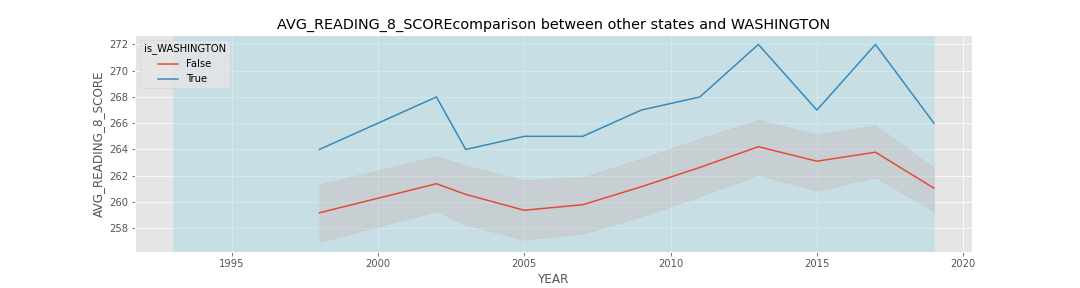 AVG_READING_8_SCOREcomparison between other states and WASHINGTON
is_WASHINGTON
False
True
AVG_READING_8_SCORE
272
270
268
266
264
262
260
258
1995
2000
2005
2010
2015
2020
YEAR